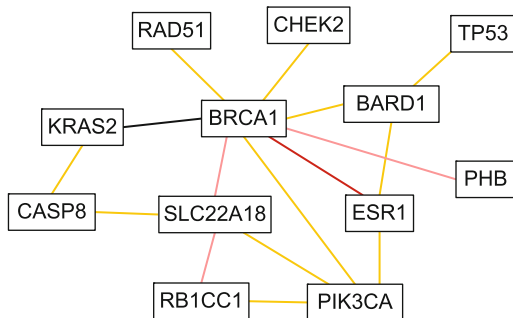 RAD51
CHEK2
TP53
KRAS2
BRCA1
BARD1
PHB
CASP8
SLC22A18
ESR1
RB1CC1
PIK3CA